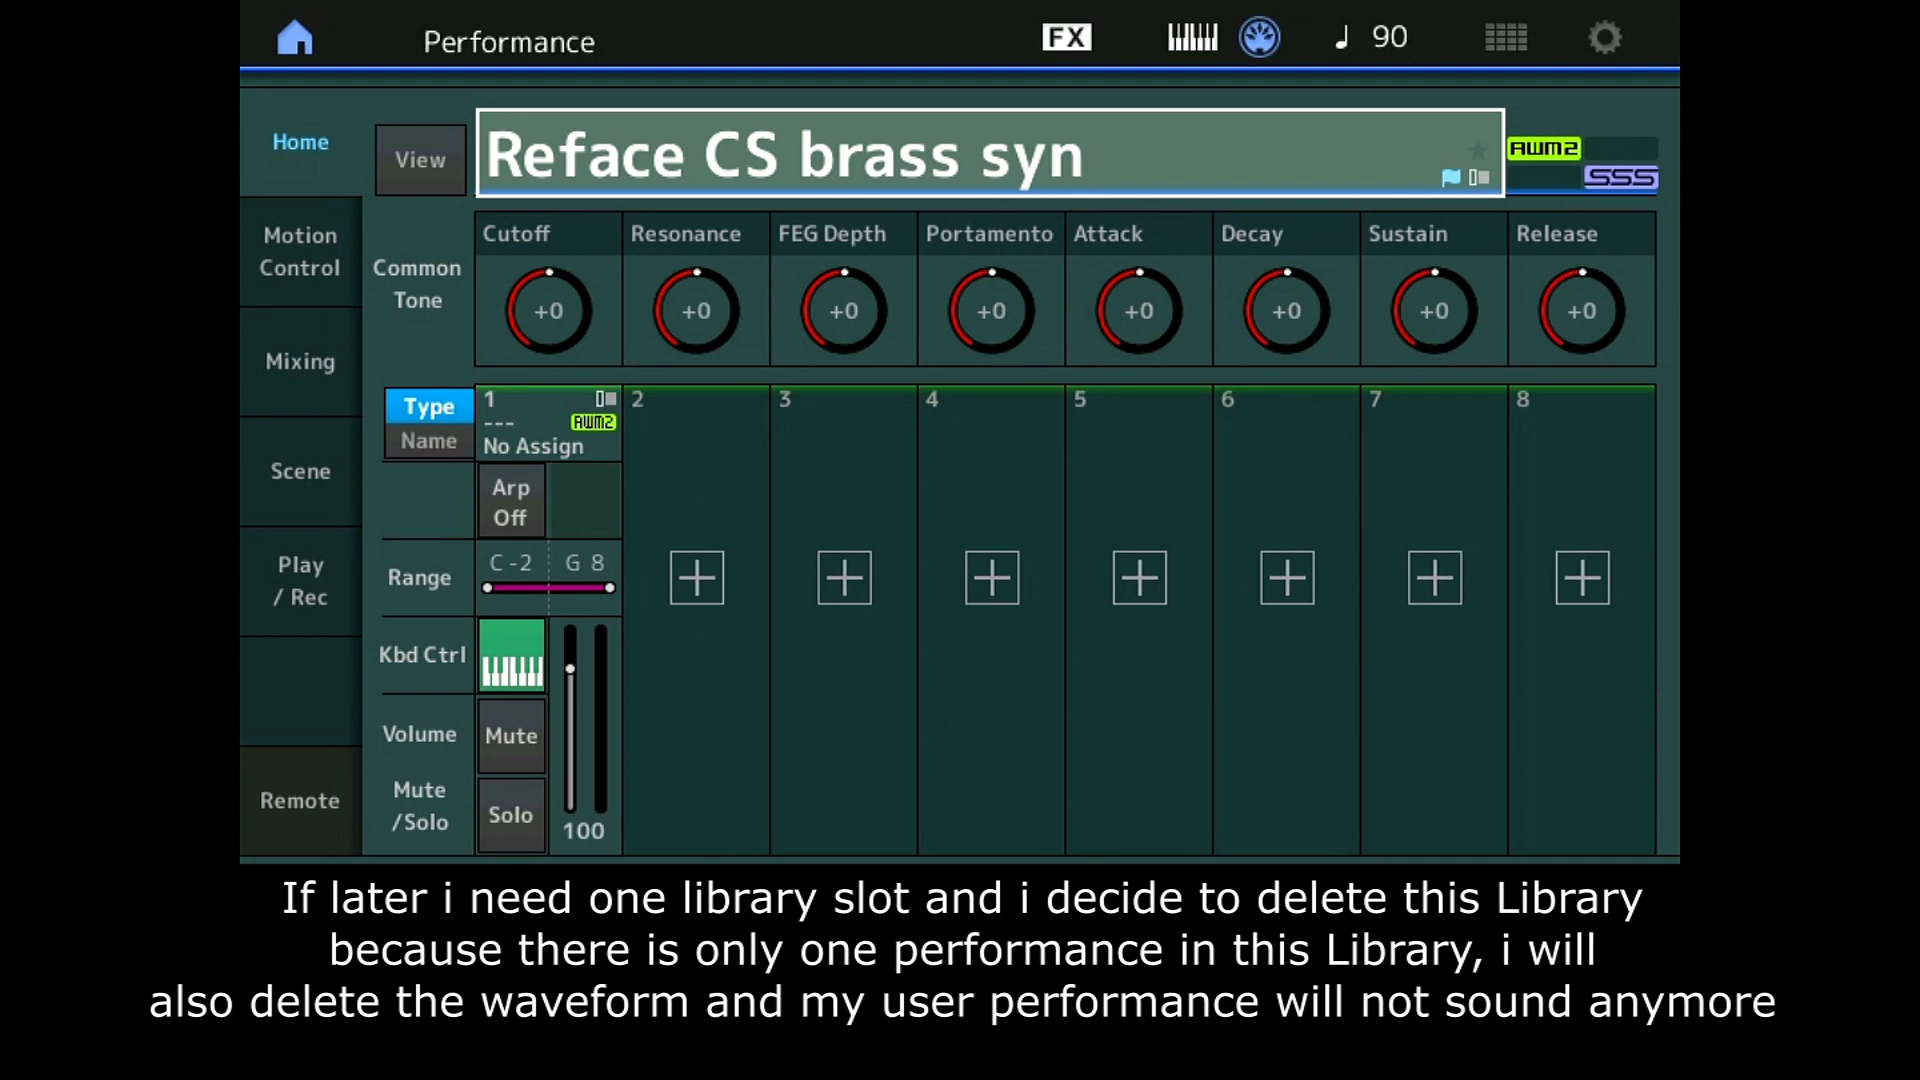 Performance
FX
90
Home
View
Reface CS brass syn
AWM2
SSS
Motion
Control
Common
Tone
Cutoff
Resonance
FEG Depth
Portamento
Attack
Decay
Sustain
Release
+0
+0
+0
+0
+0
+0
+0
+0
Mixing
Type
Name
1
---
AWM2
No Assign
2
3
4
5
6
7
8
Scene
Arp
Off
Play
/ Rec
Range
C -2
G 8
Kbd Ctrl
Volume
Mute
Mute
/Solo
Solo
100
Remote
If later i need one library slot and i decide to delete this Library
because there is only one performance in this Library, i will
also delete the waveform and my user performance will not sound anymore